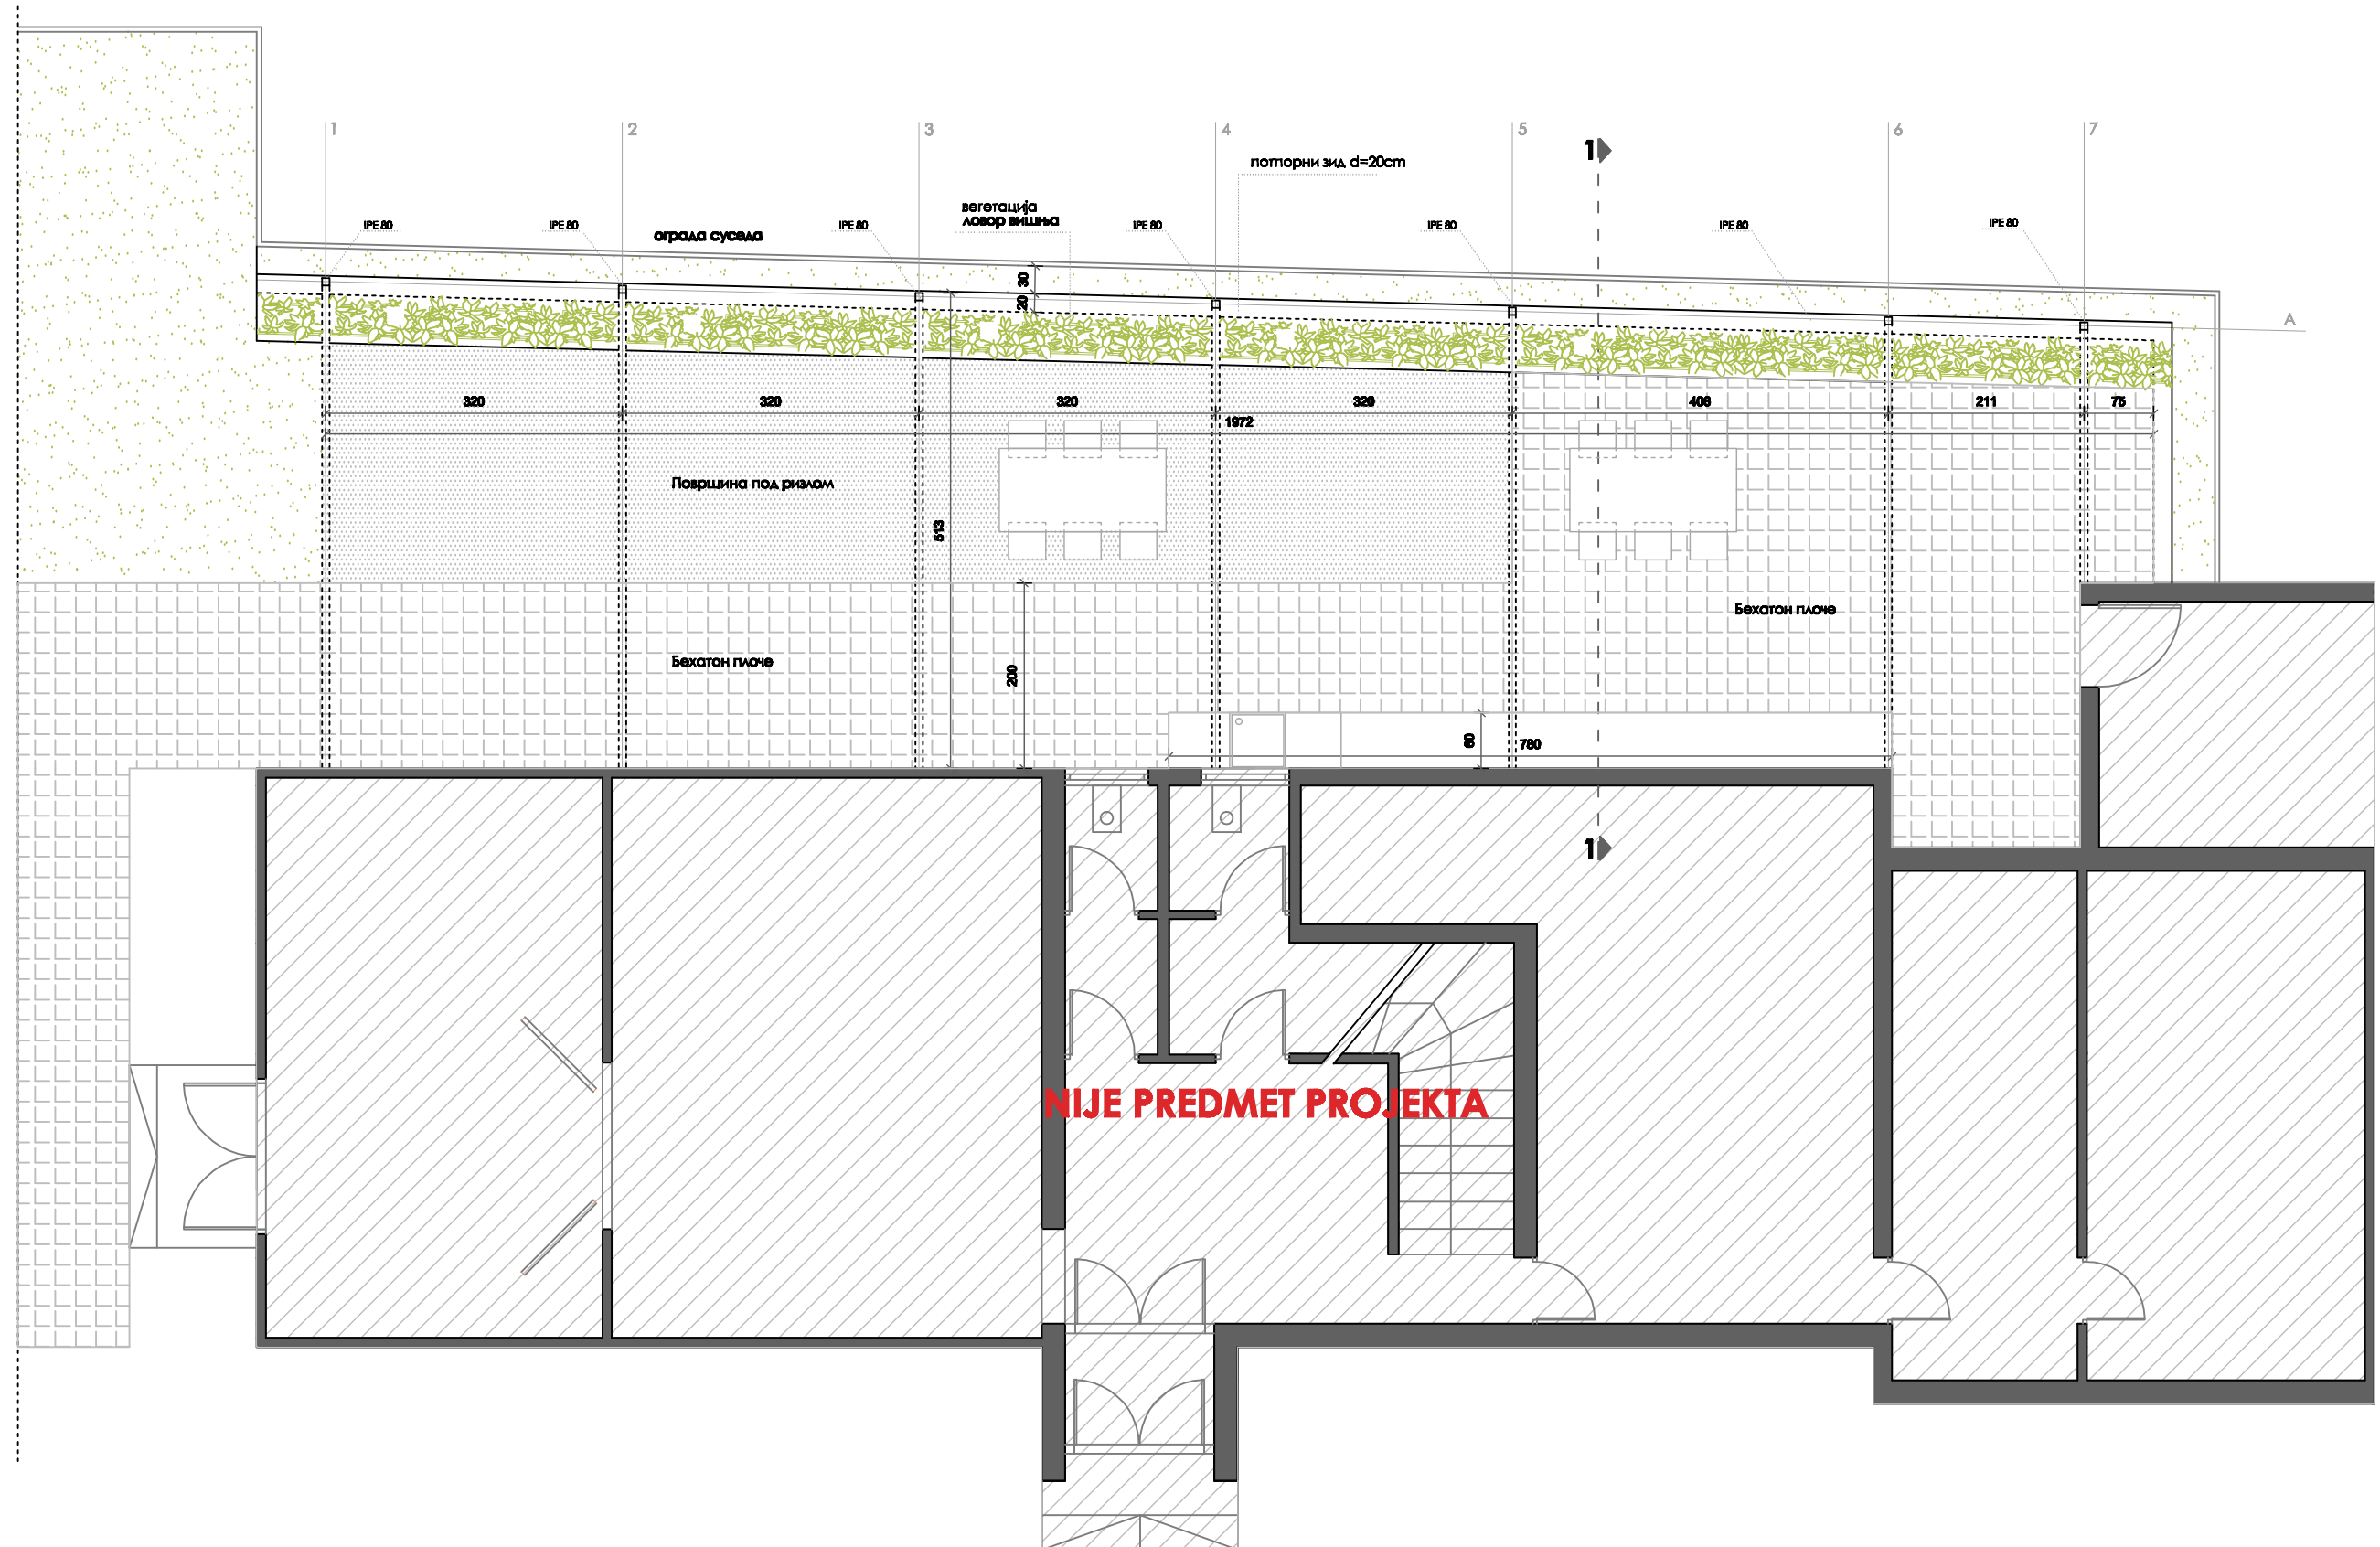 1
2
3
4
5
6
7
1
потпорни зид d=20cm
вегетација
ловор вишња
ограда суседа
IPE 80
IPE 80
IPE 80
IPE 80
IPE 80
IPE 80
IPE 80
30
20
A
320
320
320
320
406
211
75
1972
Површина под ризлом
513
Бехатон плоче
Бехатон плоче
200
60
780
1
NIJE PREDMET PROJEKTA